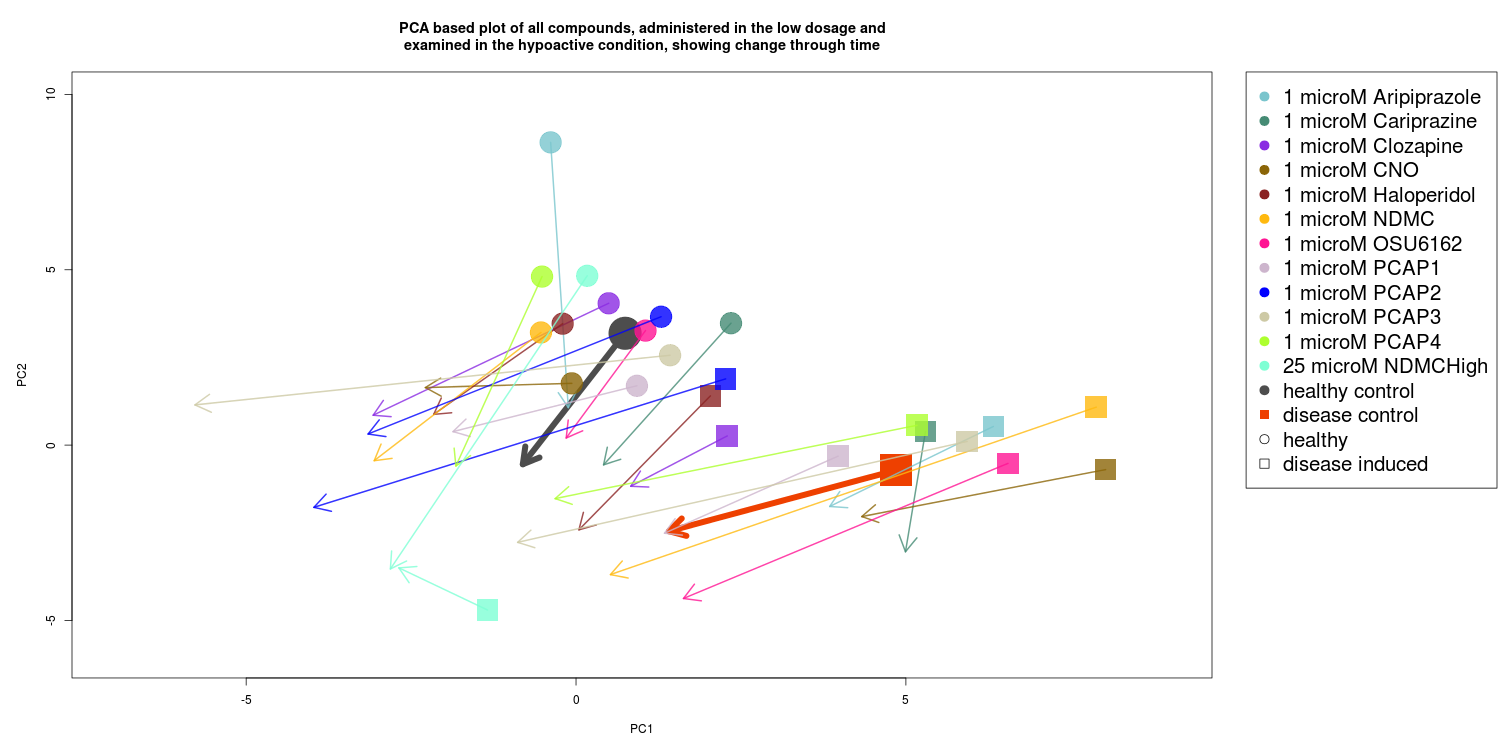 PCA based plot of all compounds, administered in the low dosage and
examined in the hypoactive condition, showing change through time
10
5
0
-5
PC2
-5
0
5
PC1
1 microM Aripiprazole
1 microM Cariprazine
1 microM Clozapine
1 microM CNO
1 microM Haloperidol
1 microM NDMC
1 microM OSU6162
1 microM PCAP1
1 microM PCAP2
1 microM PCAP3
1 microM PCAP4
25 microM NDMCHigh
healthy control
disease control
healthy
disease induced